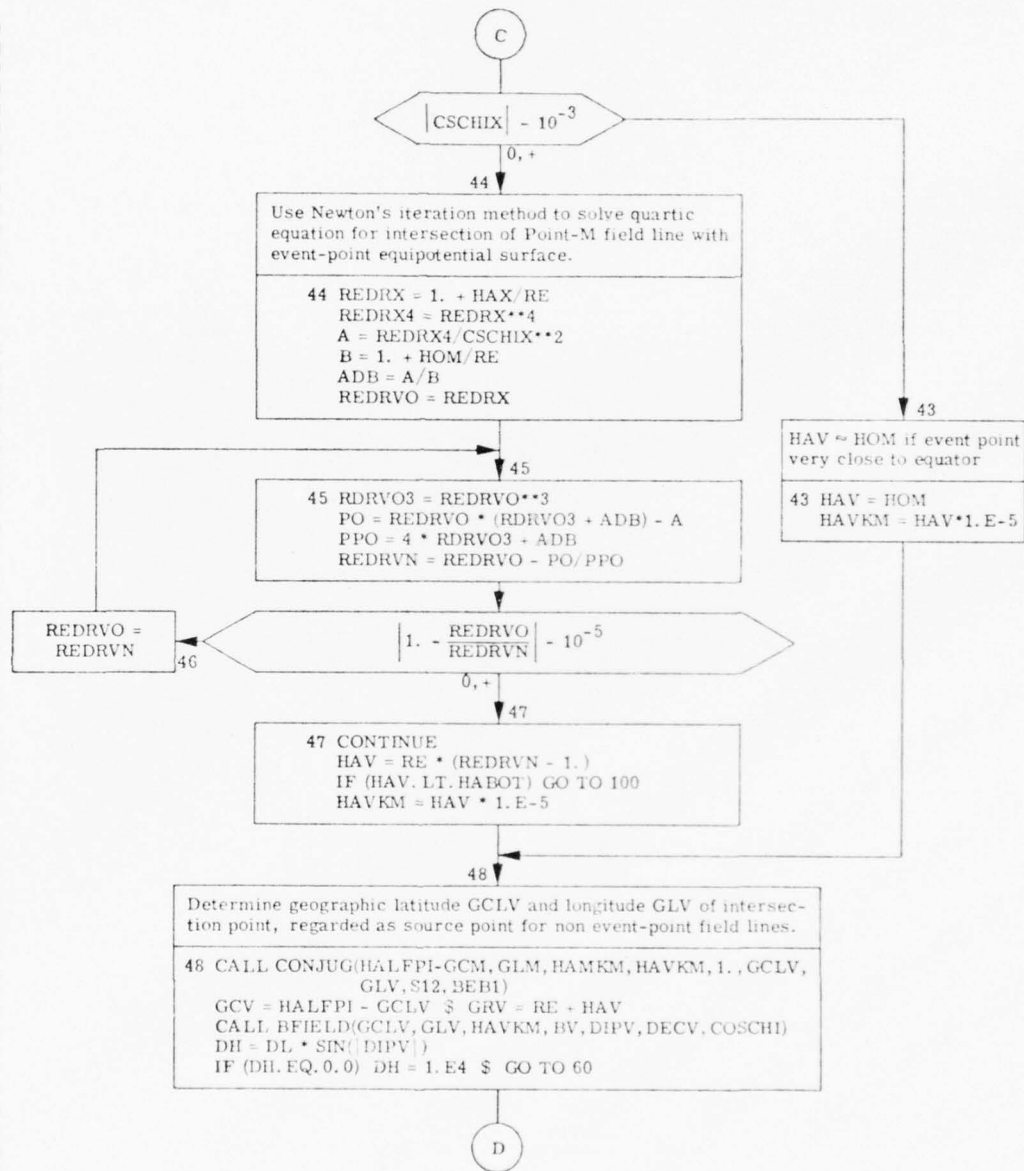 C
|CSCHIX| - 10⁻³
0, +
44
Use Newton's iteration method to solve quartic
equation for intersection of Point-M field line with
event-point equipotential surface.
44 REDRX = 1. + HAX/RE
REDRX4 = REDRX**4
A = REDRX4/CSCHIX**2
B = 1. + HOM/RE
ADB = A/B
REDRVO = REDRX
43
HAV ≈ HOM if event point
very close to equator
43 HAV = HOM
HAVKM = HAV*1.E-5
45
45 RDRVO3 = REDRVO**3
PO = REDRVO * (RDRVO3 + ADB) - A
PPO = 4 * RDRVO3 + ADB
REDRVN = REDRVO - PO/PPO
REDRVO =
REDRVN
46
|1. - REDRVO/REDRVN| - 10⁻⁵
0, +
47
47 CONTINUE
HAV = RE * (REDRVN - 1.)
IF (HAV.LT.HABOT) GO TO 100
HAVKM = HAV * 1.E-5
48
Determine geographic latitude GCLV and longitude GLV of intersec-
tion point, regarded as source point for non event-point field lines.
48 CALL CONJUG(HALFPI-GCM, GLM, HAMKM, HAVKM, 1., GCLV,
GLV, S12, BEB1)
GCV = HALFPI - GCLV $ GRV = RE + HAV
CALL BFIELD(GCLV, GLV, HAVKM, BV, DIPV, DECV, COSCHI)
DH = DL * SIN(|DIPV|)
IF (DH.EQ.0.0) DH = 1.E4 $ GO TO 60
D